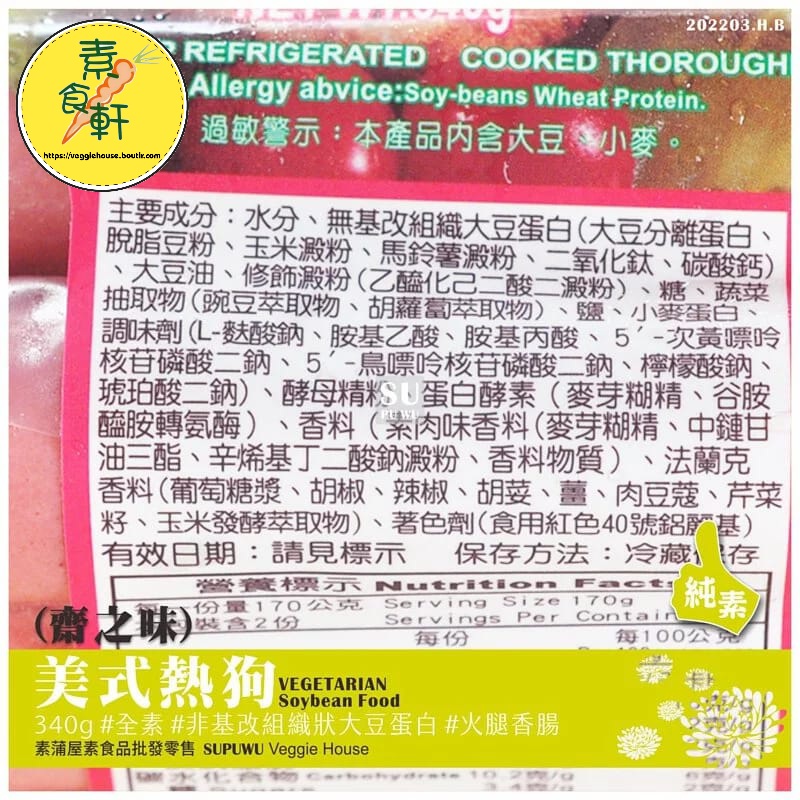 NET WT.340g
202203.H.B
素食軒
https://veggiehouse.boutir.com
REFRIGERATED COOKED THOROUGH
Allergy abvice:Soy-beans Wheat Protein.
過敏警示：本產品內含大豆、小麥。
主要成分：水分、無基改組織大豆蛋白(大豆分離蛋白、
脫脂豆粉、玉米澱粉、馬鈴薯澱粉、二氧化鈦、碳酸鈣)
、大豆油、修飾澱粉(乙醯化己二酸二澱粉)、糖、蔬菜
抽取物(豌豆萃取物、胡蘿蔔萃取物)、鹽、小麥蛋白、
調味劑(L-麩酸鈉、胺基乙酸、胺基丙酸、5´-次黃嘌呤
核苷磷酸二鈉、5´-鳥嘌呤核苷磷酸二鈉、檸檬酸鈉、
琥珀酸二鈉)、酵母精粉、蛋白酵素(麥芽糊精、谷胺
醯胺轉氨酶)、香料(素肉味香料(麥芽糊精、中鏈甘
油三酯、辛烯基丁二酸鈉澱粉、香料物質)、法蘭克
香料(葡萄糖漿、胡椒、辣椒、胡荽、薑、肉豆蔻、芹菜
籽、玉米發酵萃取物)、著色劑(食用紅色40號鋁麗基)
SU
PU WU
有效日期：請見標示 保存方法：冷藏保存
營養標示 Nutrition Facts
份量170公克 Serving Size 170g
裝含2份 Servings Per Contain
每份 每100公克
純素
(齋之味)
美式熱狗 VEGETARIAN
Soybean Food
340g #全素 #非基改組織狀大豆蛋白 #火腿香腸
素蒲屋素食品批發零售 SUPUWU Veggie House
碳水化合物 Carbohydrate 10.2克/g 6克/g
糖 Sugars 3.4克/g 2克/g